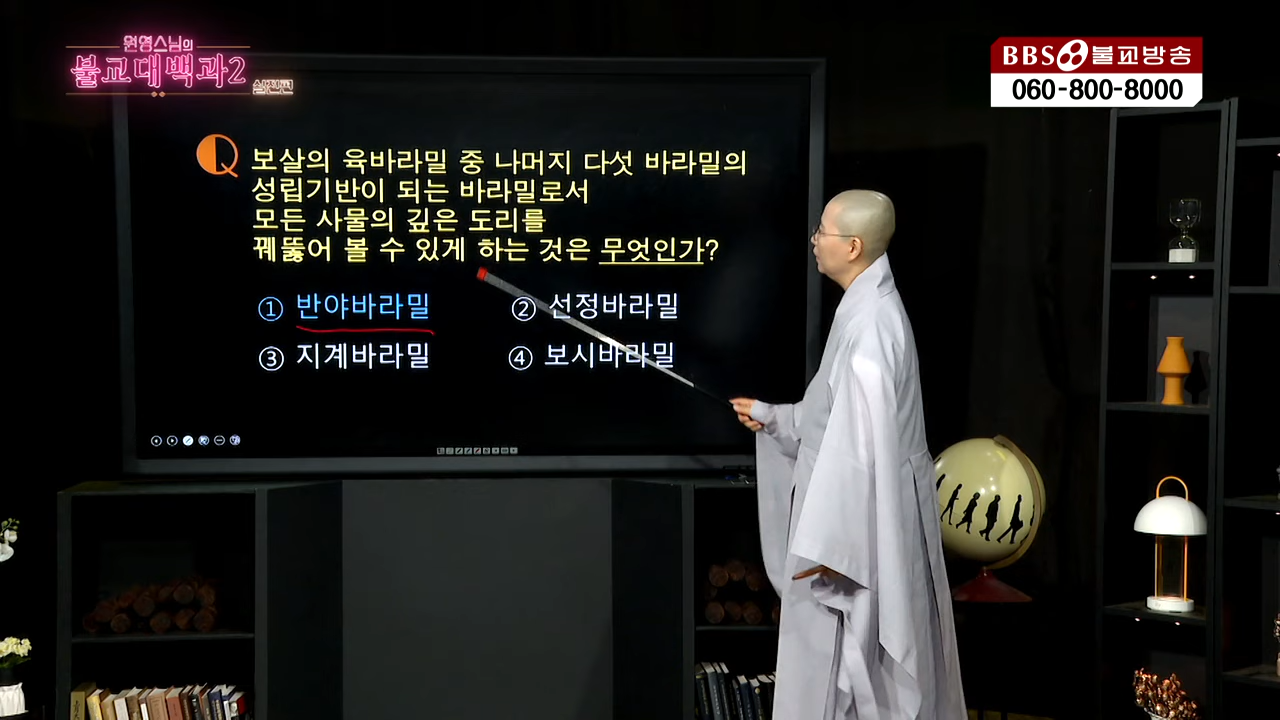 원영스님의
불교대백과2
실전편
BBS 불교방송
060-800-8000
Q 보살의 육바라밀 중 나머지 다섯 바라밀의
성립기반이 되는 바라밀로서
모든 사물의 깊은 도리를
꿰뚫어 볼 수 있게 하는 것은 무엇인가?
① 반야바라밀 ② 선정바라밀
③ 지계바라밀 ④ 보시바라밀